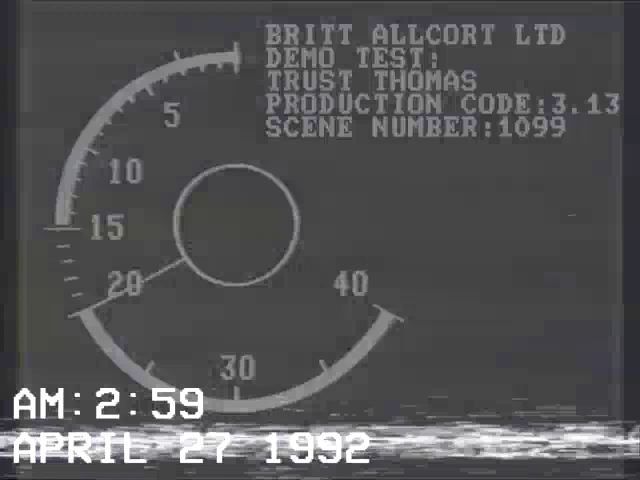 BRITT ALLCORT LTD
DEMO TEST:
TRUST THOMAS
PRODUCTION CODE:3.13
SCENE NUMBER:1099
5
10
15
20
40
30
AM:2:59
APRIL 27 1992